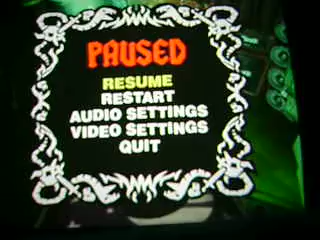 PAUSED
RESUME
RESTART
AUDIO SETTINGS
VIDEO SETTINGS
QUIT